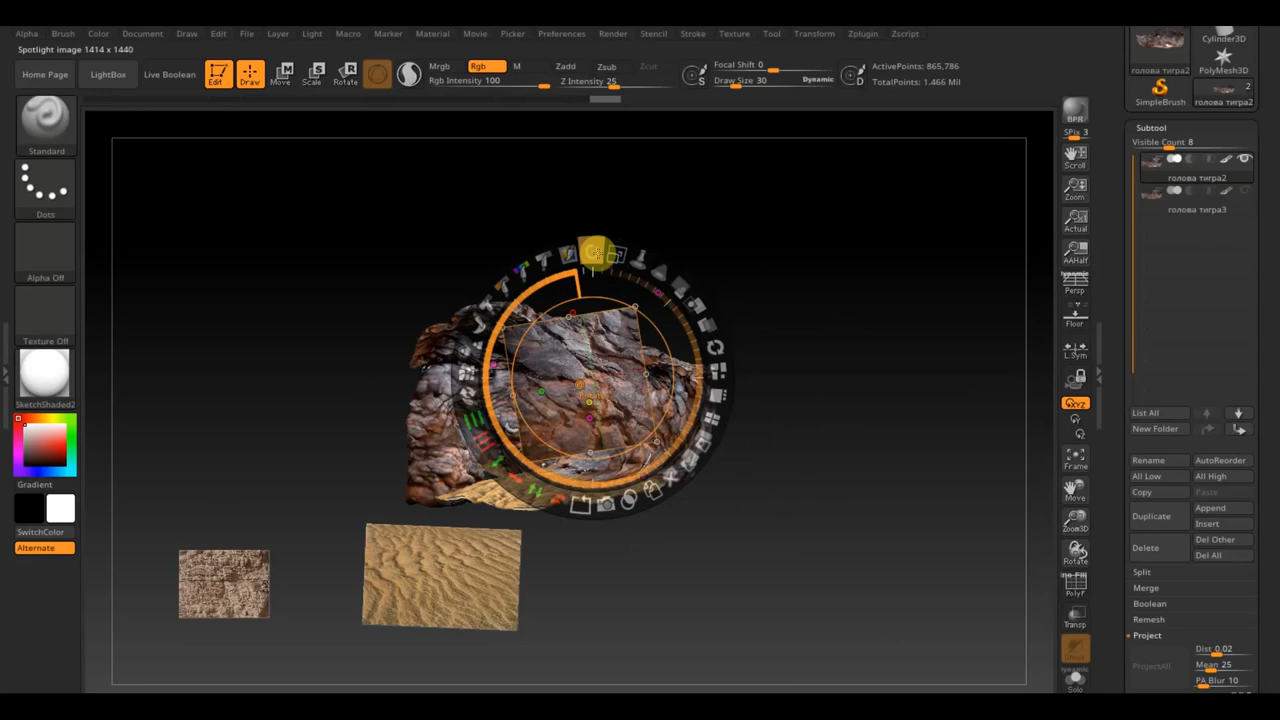 Alpha Brush Color Document Draw Edit File Layer Light Macro Marker Material Movie Picker Preferences Render Stencil Stroke Texture Tool Transform Zplugin Zscript
Spotlight image 1414 x 1440
Home Page
LightBox
Live Boolean
Edit
Draw
Move
Scale
Rotate
Mrgb
Rgb
M
Zadd
Zsub
Zcut
Rgb Intensity 100
Z Intensity 25
S
Focal Shift 0
Draw Size 30
Dynamic
D
ActivePoints: 865,786
TotalPoints: 1.466 Mil
Standard
Dots
Alpha Off
Texture Off
SketchShaded2
Gradient
SwitchColor
Alternate
BPR
SPix 3
Scroll
Zoom
Actual
AAHalf
Dynamic
Persp
Floor
L.Sym
XYZ
Frame
Move
Zoom3D
Rotate
PolyF
Transp
Dynamic
Solo
Cylinder3D
голова тигра2
PolyMesh3D
SimpleBrush
2
голова тигра2
Subtool
Visible Count 8
голова тигра2
голова тигра3
List All
New Folder
Rename
AutoReorder
All Low
All High
Copy
Paste
Duplicate
Append
Insert
Delete
Del Other
Del All
Split
Merge
Boolean
Remesh
Project
ProjectAll
Dist 0.02
Mean 25
PA Blur 10